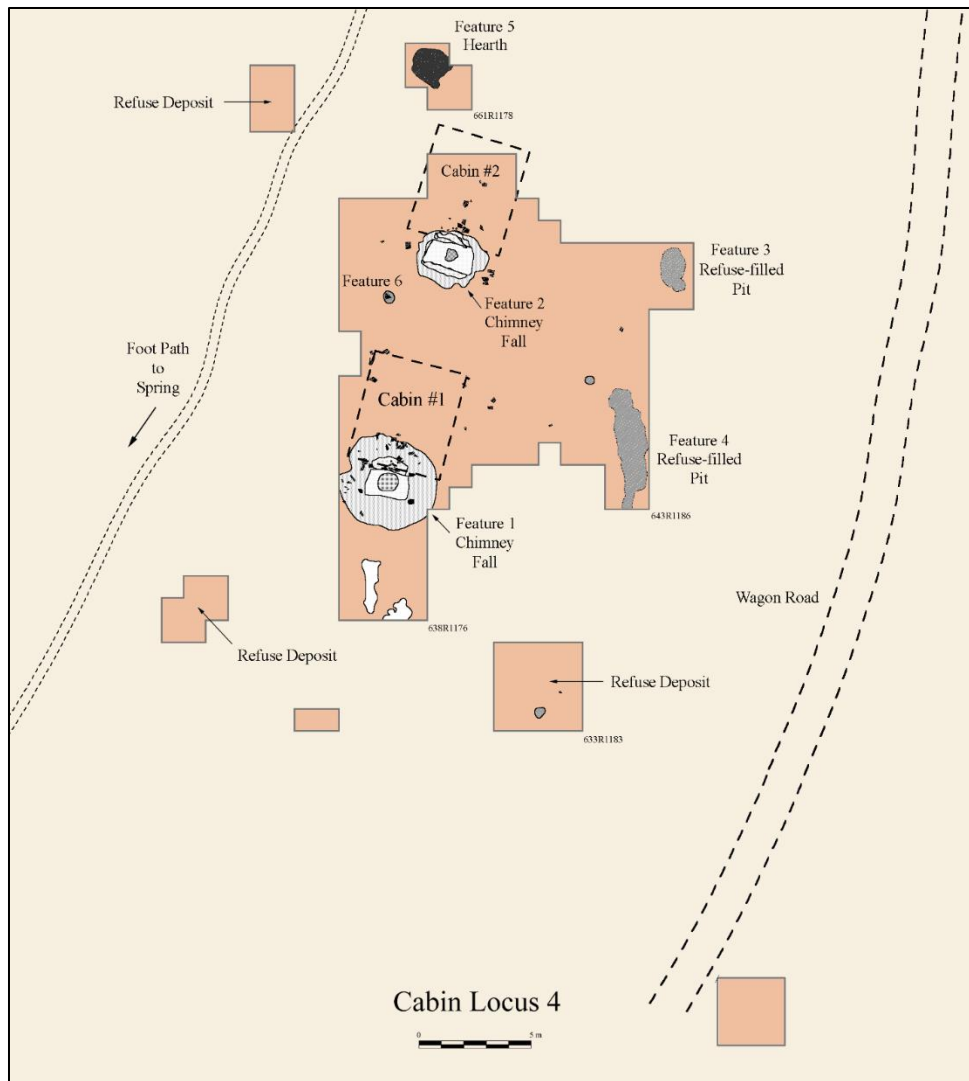 Feature 5
Hearth
Refuse Deposit
661R1178
Cabin #2
Feature 3
Refuse-filled
Pit
Feature 6
Feature 2
Chimney
Fall
Foot Path
to
Spring
Cabin #1
Feature 4
Refuse-filled
Pit
643R1186
Feature 1
Chimney
Fall
Wagon Road
638R1176
Refuse Deposit
Refuse Deposit
633R1183
Cabin Locus 4
0
5 m